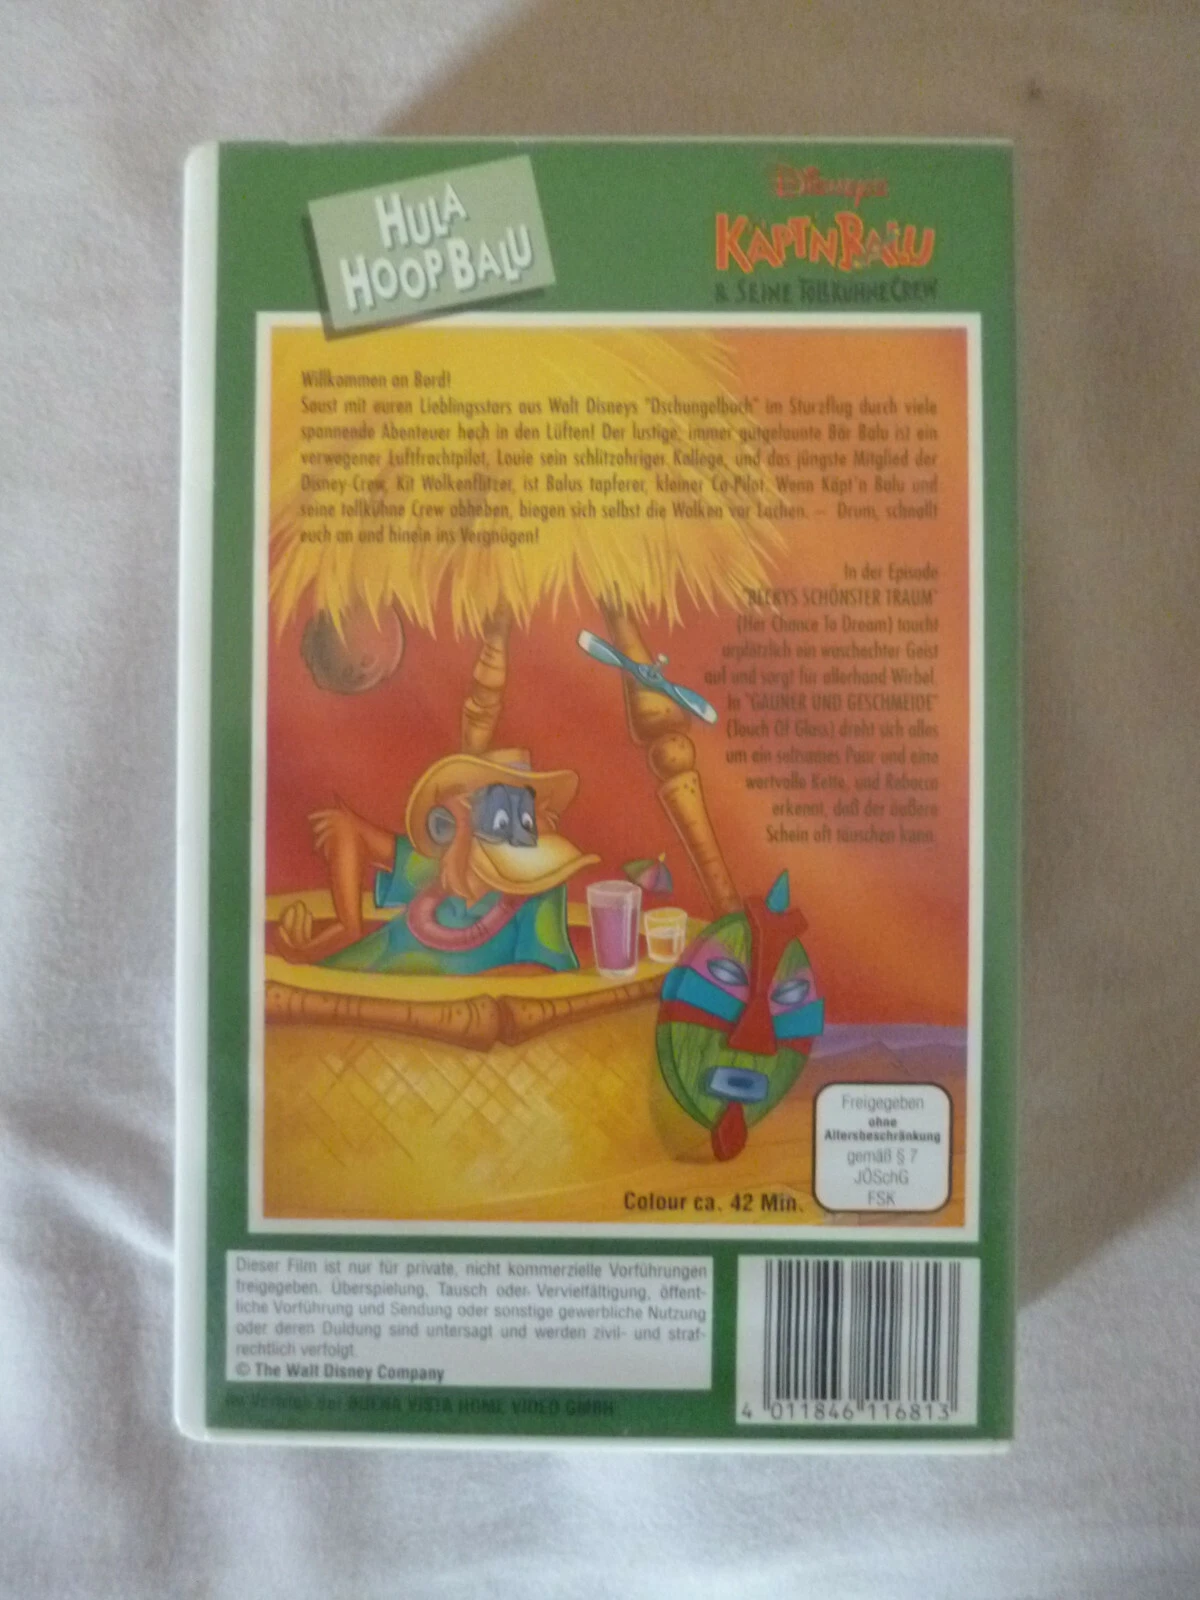 HULA
HOOP BALU
Disneys
KÄPT'N BALU
& SEINE TOLLKÜHNE CREW
Willkommen an Bord!
Saust mit euren Lieblingsstars aus Walt Disneys "Dschungelbuch" im Sturzflug durch viele
spannende Abenteuer hoch in den Lüften! Der lustige, immer gutgelaunte Bär Balu ist ein
verwegener Luftfrachtpilot, Louie sein schlitzohriger Kollege, und das jüngste Mitglied der
Disney-Crew, Kit Wolkenflitzer, ist Balus tapferer, kleiner Co-Pilot. Wenn Käpt'n Balu und
seine tollkühne Crew abheben, biegen sich selbst die Wolken vor Lachen. – Drum, schnallt
euch an und hinein ins Vergnügen!
In der Episode
"BECKYS SCHÖNSTER TRAUM"
(Her Chance To Dream) taucht
urplötzlich ein waschechter Geist
auf und sorgt für allerhand Wirbel.
In "GAUNER UND GESCHMEIDE"
(Touch Of Glass) dreht sich alles
um ein seltsames Paar und eine
wertvolle Kette, und Rebecca
erkennt, daß der äußere
Schein oft täuschen kann.
Freigegeben
ohne
Altersbeschränkung
gemäß § 7
JÖSchG
FSK
Colour ca. 42 Min.
Dieser Film ist nur für private, nicht kommerzielle Vorführungen
freigegeben. Überspielung, Tausch oder Vervielfältigung, öffent-
liche Vorführung und Sendung oder sonstige gewerbliche Nutzung
oder deren Duldung sind untersagt und werden zivil- und straf-
rechtlich verfolgt.
© The Walt Disney Company
Im Vertrieb der BUENA VISTA HOME VIDEO GMBH
4 011846 116813